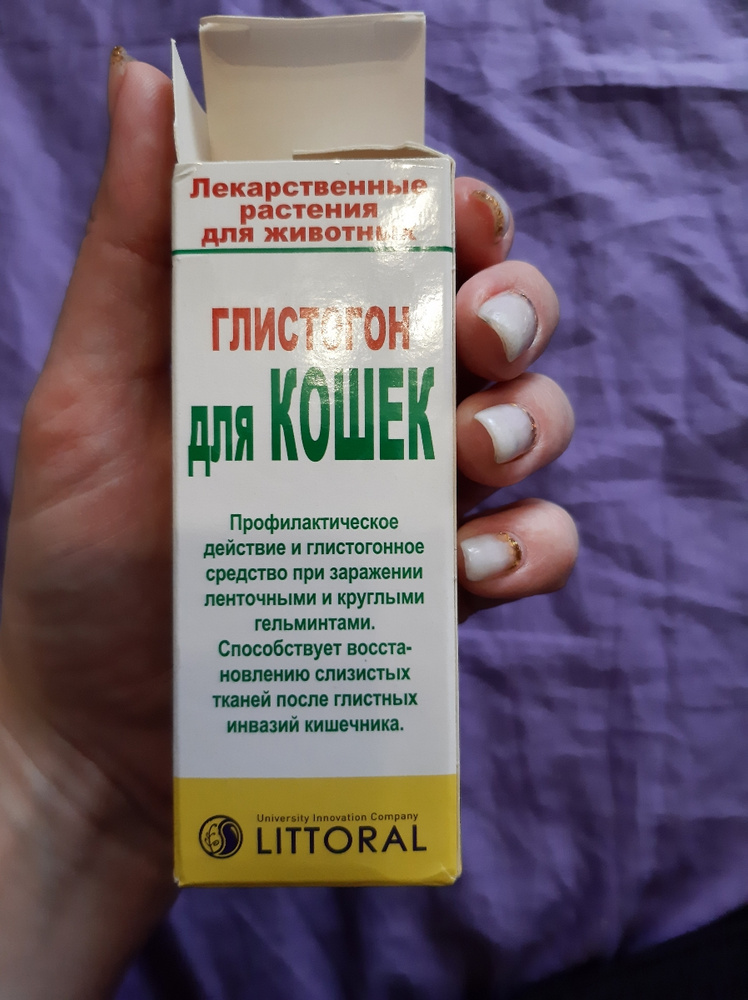 Лекарственные
растения
для животных
ГЛИСТОГОН
для КОШЕК
Профилактическое
действие и глистогонное
средство при заражении
ленточными и круглыми
гельминтами.
Способствует восста-
новлению слизистых
тканей после глистных
инвазий кишечника.
University Innovation Company
LITTORAL